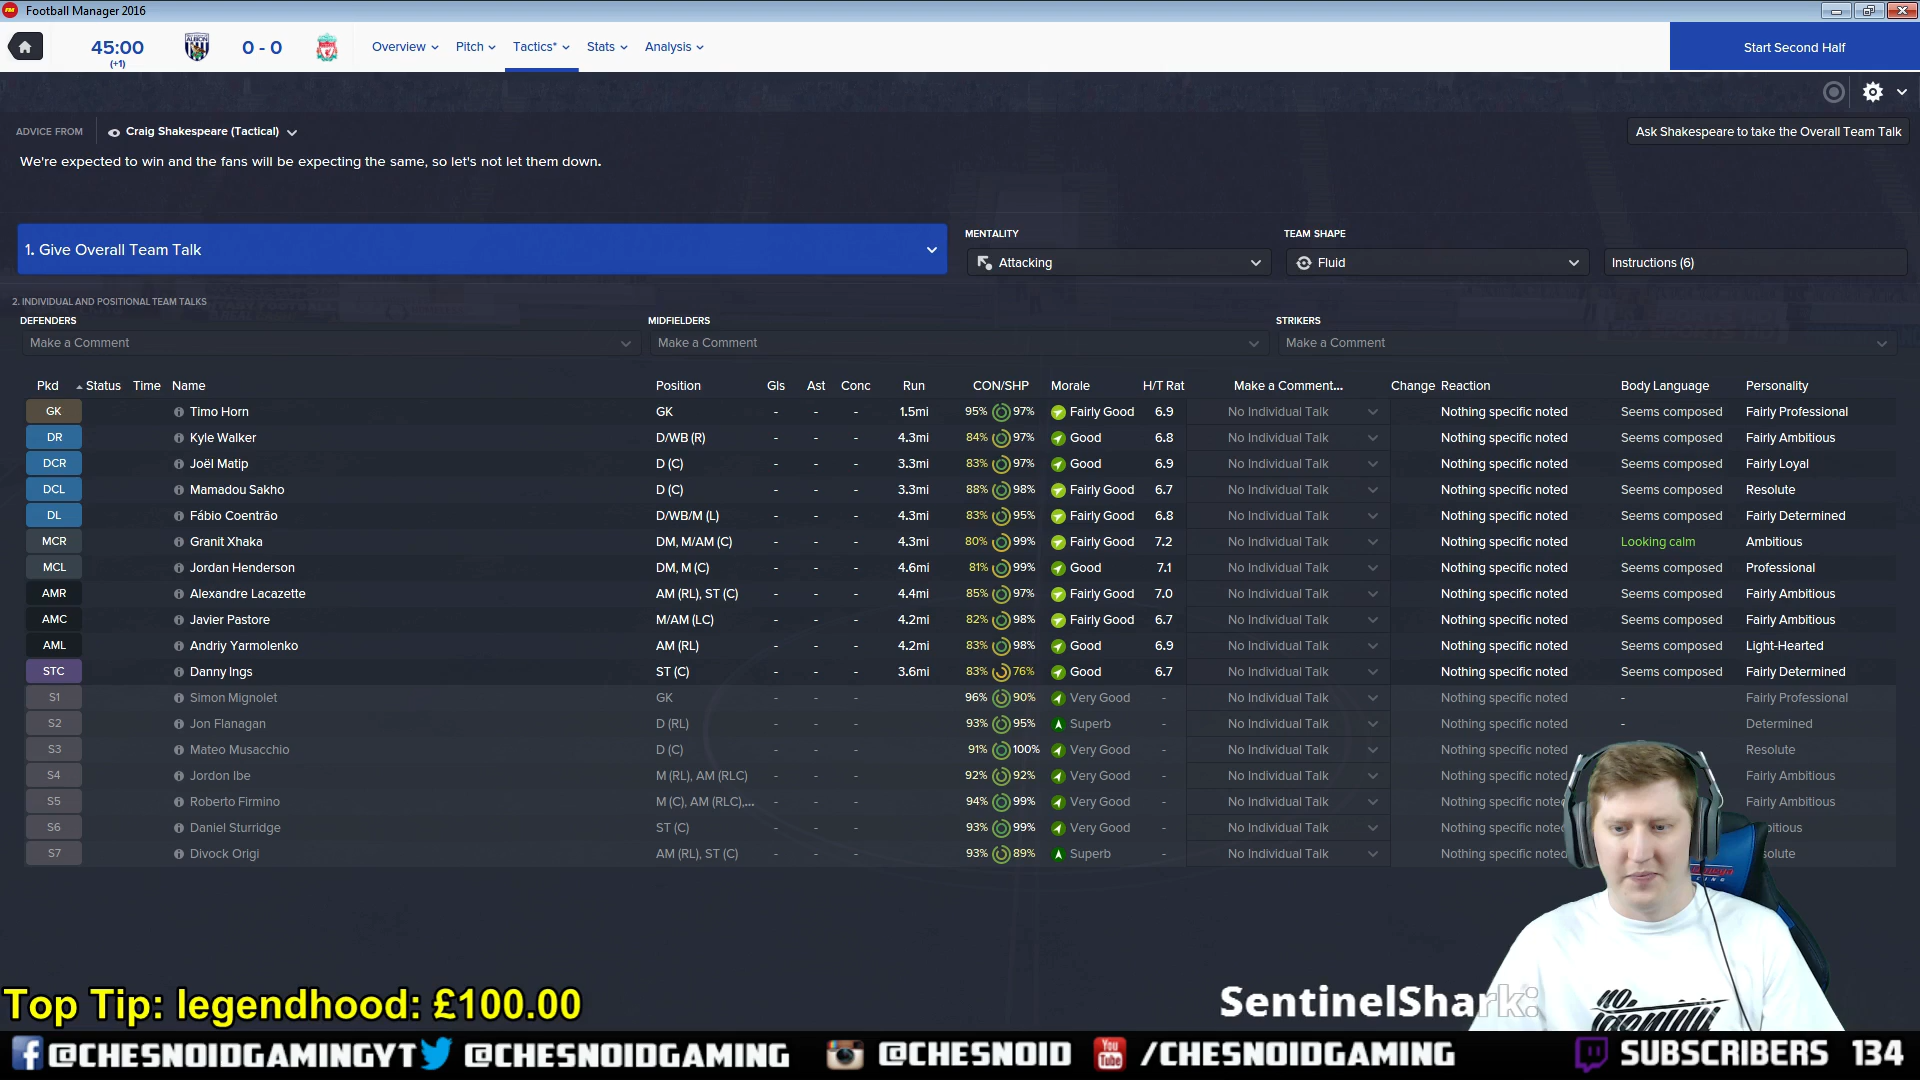 Football Manager 2016
45:00
(+1)
0 - 0
Overview
Pitch
Tactics*
Stats
Analysis
Start Second Half
ADVICE FROM
Craig Shakespeare (Tactical)
Ask Shakespeare to take the Overall Team Talk
We're expected to win and the fans will be expecting the same, so let's not let them down.
1. Give Overall Team Talk
MENTALITY
Attacking
TEAM SHAPE
Fluid
Instructions (6)
2. INDIVIDUAL AND POSITIONAL TEAM TALKS
DEFENDERS
MIDFIELDERS
STRIKERS
Make a Comment
Make a Comment
Make a Comment
Pkd Status Time Name Position Gls Ast Conc Run CON/SHP Morale H/T Rat Make a Comment... Change Reaction Body Language Personality
GK Timo Horn GK - - - 1.5mi 95% 97% Fairly Good 6.9 No Individual Talk Nothing specific noted Seems composed Fairly Professional
DR Kyle Walker D/WB (R) - - - 4.3mi 84% 97% Good 6.8 No Individual Talk Nothing specific noted Seems composed Fairly Ambitious
DCR Joël Matip D (C) - - - 3.3mi 83% 97% Good 6.9 No Individual Talk Nothing specific noted Seems composed Fairly Loyal
DCL Mamadou Sakho D (C) - - - 3.3mi 88% 98% Fairly Good 6.7 No Individual Talk Nothing specific noted Seems composed Resolute
DL Fábio Coentrão D/WB/M (L) - - - 4.3mi 83% 95% Fairly Good 6.8 No Individual Talk Nothing specific noted Seems composed Fairly Determined
MCR Granit Xhaka DM, M/AM (C) - - - 4.3mi 80% 99% Fairly Good 7.2 No Individual Talk Nothing specific noted Looking calm Ambitious
MCL Jordan Henderson DM, M (C) - - - 4.6mi 81% 99% Good 7.1 No Individual Talk Nothing specific noted Seems composed Professional
AMR Alexandre Lacazette AM (RL), ST (C) - - - 4.4mi 85% 97% Fairly Good 7.0 No Individual Talk Nothing specific noted Seems composed Fairly Ambitious
AMC Javier Pastore M/AM (LC) - - - 4.2mi 82% 98% Fairly Good 6.7 No Individual Talk Nothing specific noted Seems composed Fairly Ambitious
AML Andriy Yarmolenko AM (RL) - - - 4.2mi 83% 98% Good 6.9 No Individual Talk Nothing specific noted Seems composed Light-Hearted
STC Danny Ings ST (C) - - - 3.6mi 83% 76% Good 6.7 No Individual Talk Nothing specific noted Seems composed Fairly Determined
S1 Simon Mignolet GK - - - 96% 90% Very Good - No Individual Talk Nothing specific noted - Fairly Professional
S2 Jon Flanagan D (RL) - - - 93% 95% Superb - No Individual Talk Nothing specific noted - Determined
S3 Mateo Musacchio D (C) - - - 91% 100% Very Good - No Individual Talk Nothing specific noted Resolute
S4 Jordon Ibe M (RL), AM (RLC) - - - 92% 92% Very Good - No Individual Talk Nothing specific Fairly Ambitious
S5 Roberto Firmino M (C), AM (RLC),... - - - 94% 99% Very Good - No Individual Talk Nothing specific Fairly Ambitious
S6 Daniel Sturridge ST (C) - - - 93% 99% Very Good - No Individual Talk Nothing specific
S7 Divock Origi AM (RL), ST (C) - - - 93% 89% Superb - No Individual Talk Nothing specific
Top Tip: legendhood: £100.00
SentinelShark:
no identity
@CHESNOIDGAMINGYT @CHESNOIDGAMING @CHESNOID You Tube /CHESNOIDGAMING SUBSCRIBERS 134